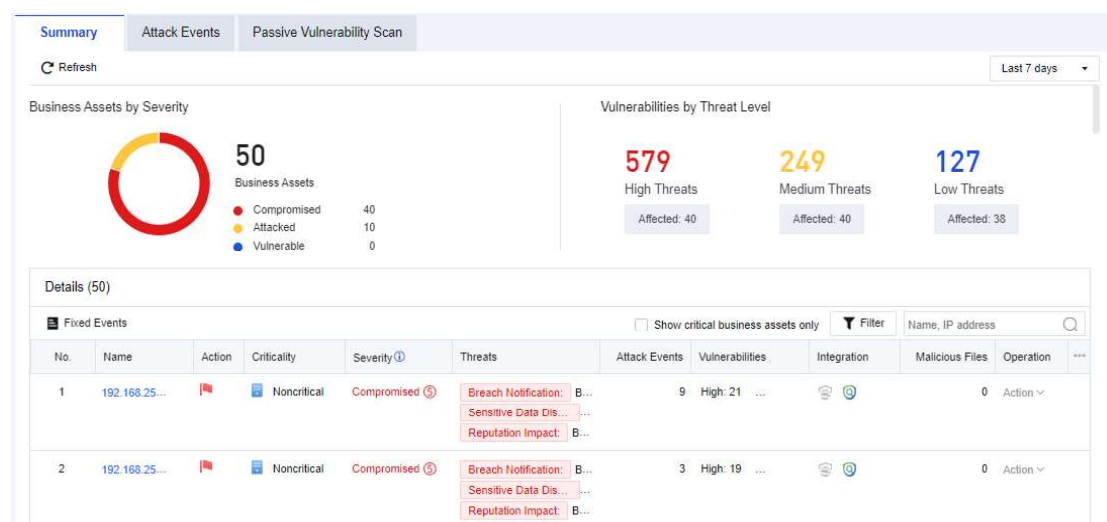 Summary Attack Events Passive Vulnerability Scan
Refresh Last 7 days
Business Assets by Severity Vulnerabilities by Threat Level
50
Business Assets
Compromised 40
Attacked 10
Vulnerable 0
579 249 127
High Threats Medium Threats Low Threats
Affected: 40 Affected: 40 Affected: 38
Details (50)
Fixed Events Show critical business assets only Filter Name, IP address
No. Name Action Criticality Severity Threats Attack Events Vulnerabilities Integration Malicious Files Operation
1 192.168.25... Noncritical Compromised 5 Breach Notification: B... 9 High: 21 ... 0 Action
Sensitive Data Dis... ...
Reputation Impact: B...
2 192.168.25... Noncritical Compromised 5 Breach Notification: B... 3 High: 19 ... 0 Action
Sensitive Data Dis... ...
Reputation Impact: B...